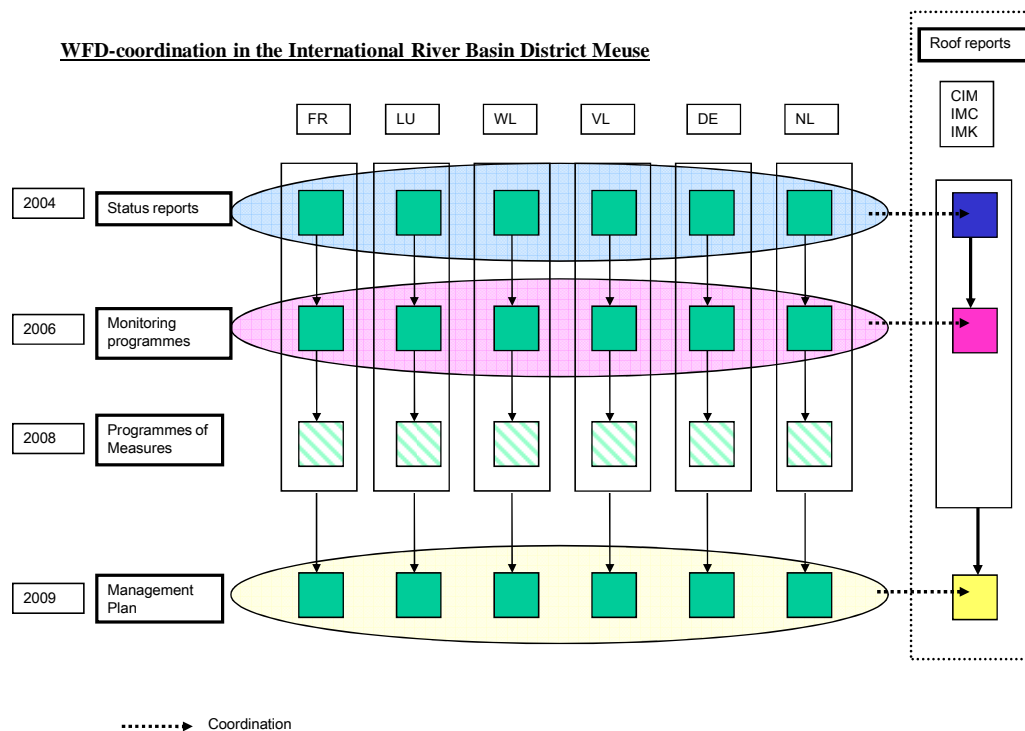 WFD-coordination in the International River Basin District Meuse
Roof reports
CIM
IMC
IMK
FR
LU
WL
VL
DE
NL
2004
Status reports
2006
Monitoring
programmes
2008
Programmes of
Measures
2009
Management
Plan
Coordination